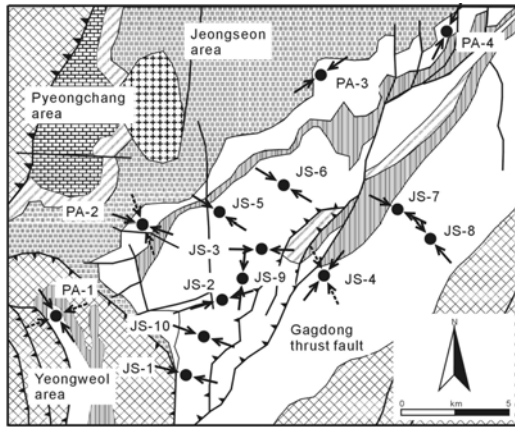 Jeongseon
area
PA-4
PA-3
Pyeongchang
area
JS-6
JS-7
PA-2
JS-5
JS-8
JS-3
JS-9
JS-4
PA-1
JS-2
JS-10
Gagdong
thrust fault
JS-1
Yeongweol
area
N
0 km 5